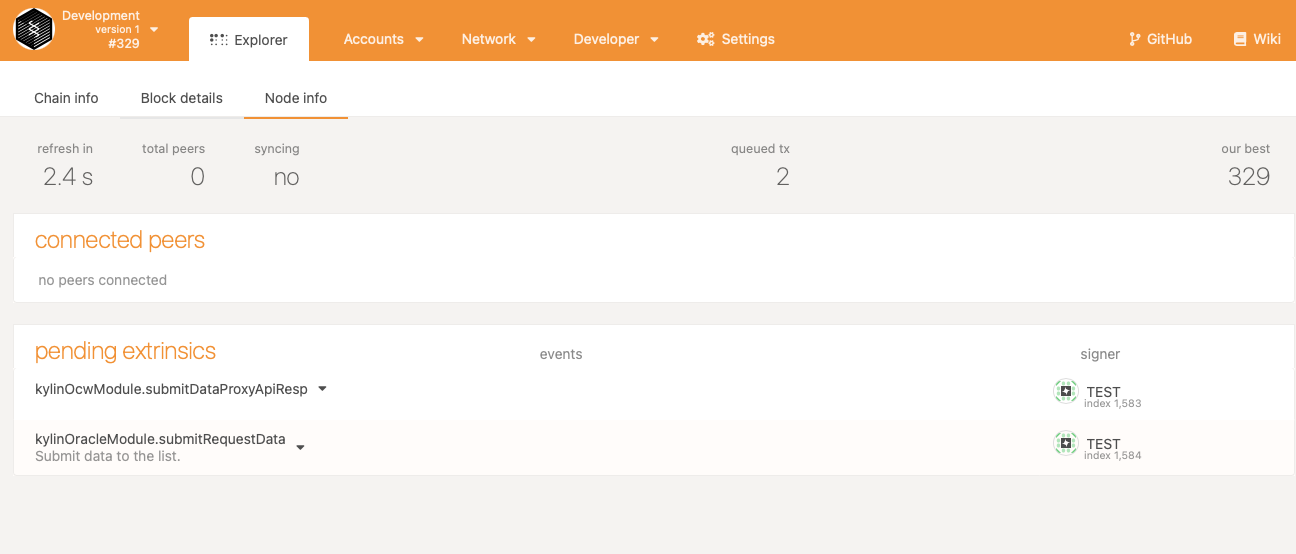 Development
version 1
#329
Explorer
Accounts
Network
Developer
Settings
GitHub
Wiki
Chain info
Block details
Node info
refresh in
total peers
syncing
queued tx
our best
2.4 s
0
no
2
329
connected peers
no peers connected
pending extrinsics
events
signer
kylinOcwModule.submitDataProxyApiResp
TEST
index 1,583
kylinOracleModule.submitRequestData
Submit data to the list.
TEST
index 1,584